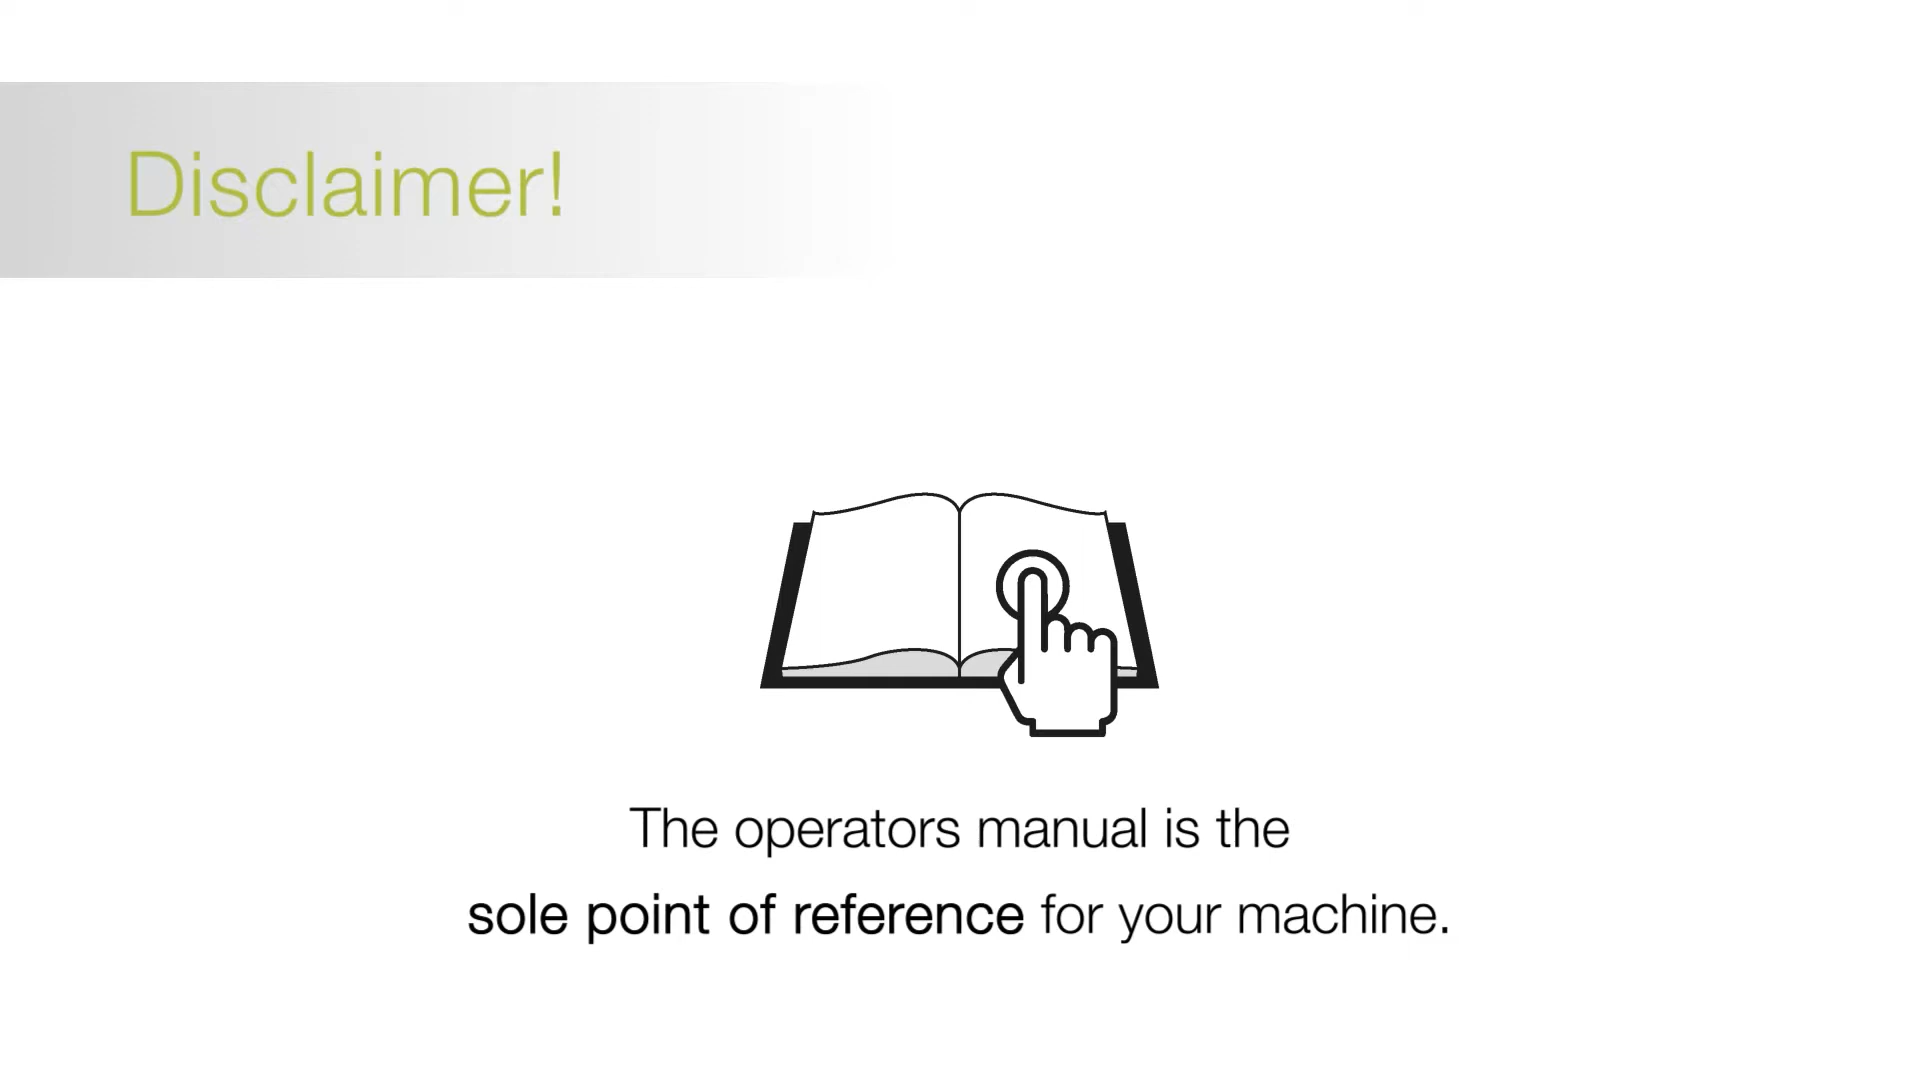 Disclaimer!
The operators manual is the
sole point of reference for your machine.